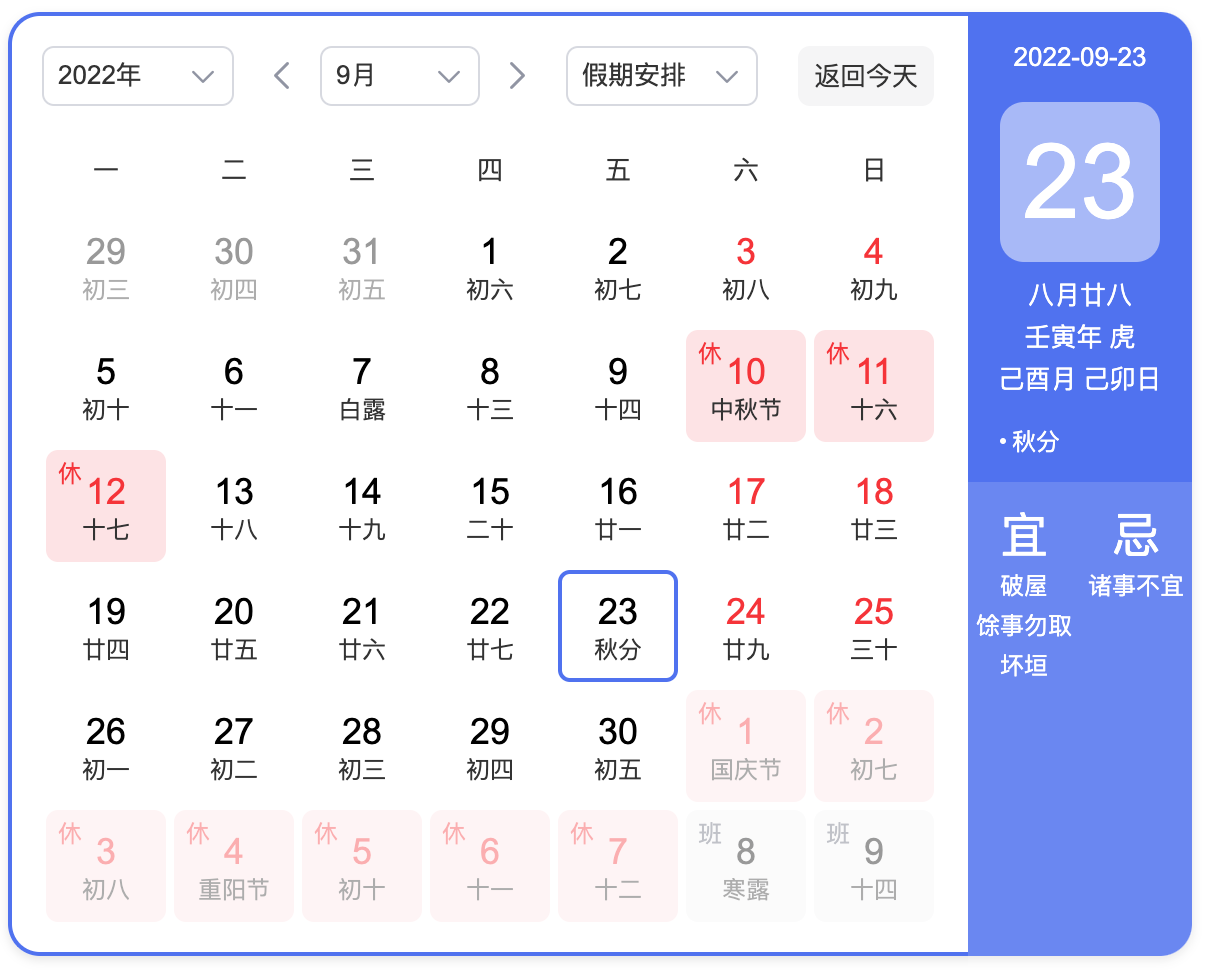 2022年 9月 假期安排 返回今天
一 二 三 四 五 六 日
29 30 31 1 2 3 4
初三 初四 初五 初六 初七 初八 初九
休 休
5 6 7 8 9 10 11
初十 十一 白露 十三 十四 中秋节 十六
休
12 13 14 15 16 17 18
十七 十八 十九 二十 廿一 廿二 廿三
19 20 21 22 23 24 25
廿四 廿五 廿六 廿七 秋分 廿九 三十
休 休
26 27 28 29 30 1 2
初一 初二 初三 初四 初五 国庆节 初七
休 休 休 休 休 班 班
3 4 5 6 7 8 9
初八 重阳节 初十 十一 十二 寒露 十四
2022-09-23
23
八月廿八
壬寅年 虎
己酉月 己卯日
• 秋分
宜 忌
破屋 诸事不宜
馀事勿取
坏垣